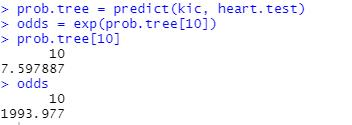 > prob.tree = predict(kic, heart.test)
> odds = exp(prob.tree[10])
> prob.tree[10]
10
7.597887
> odds
10
1993.977